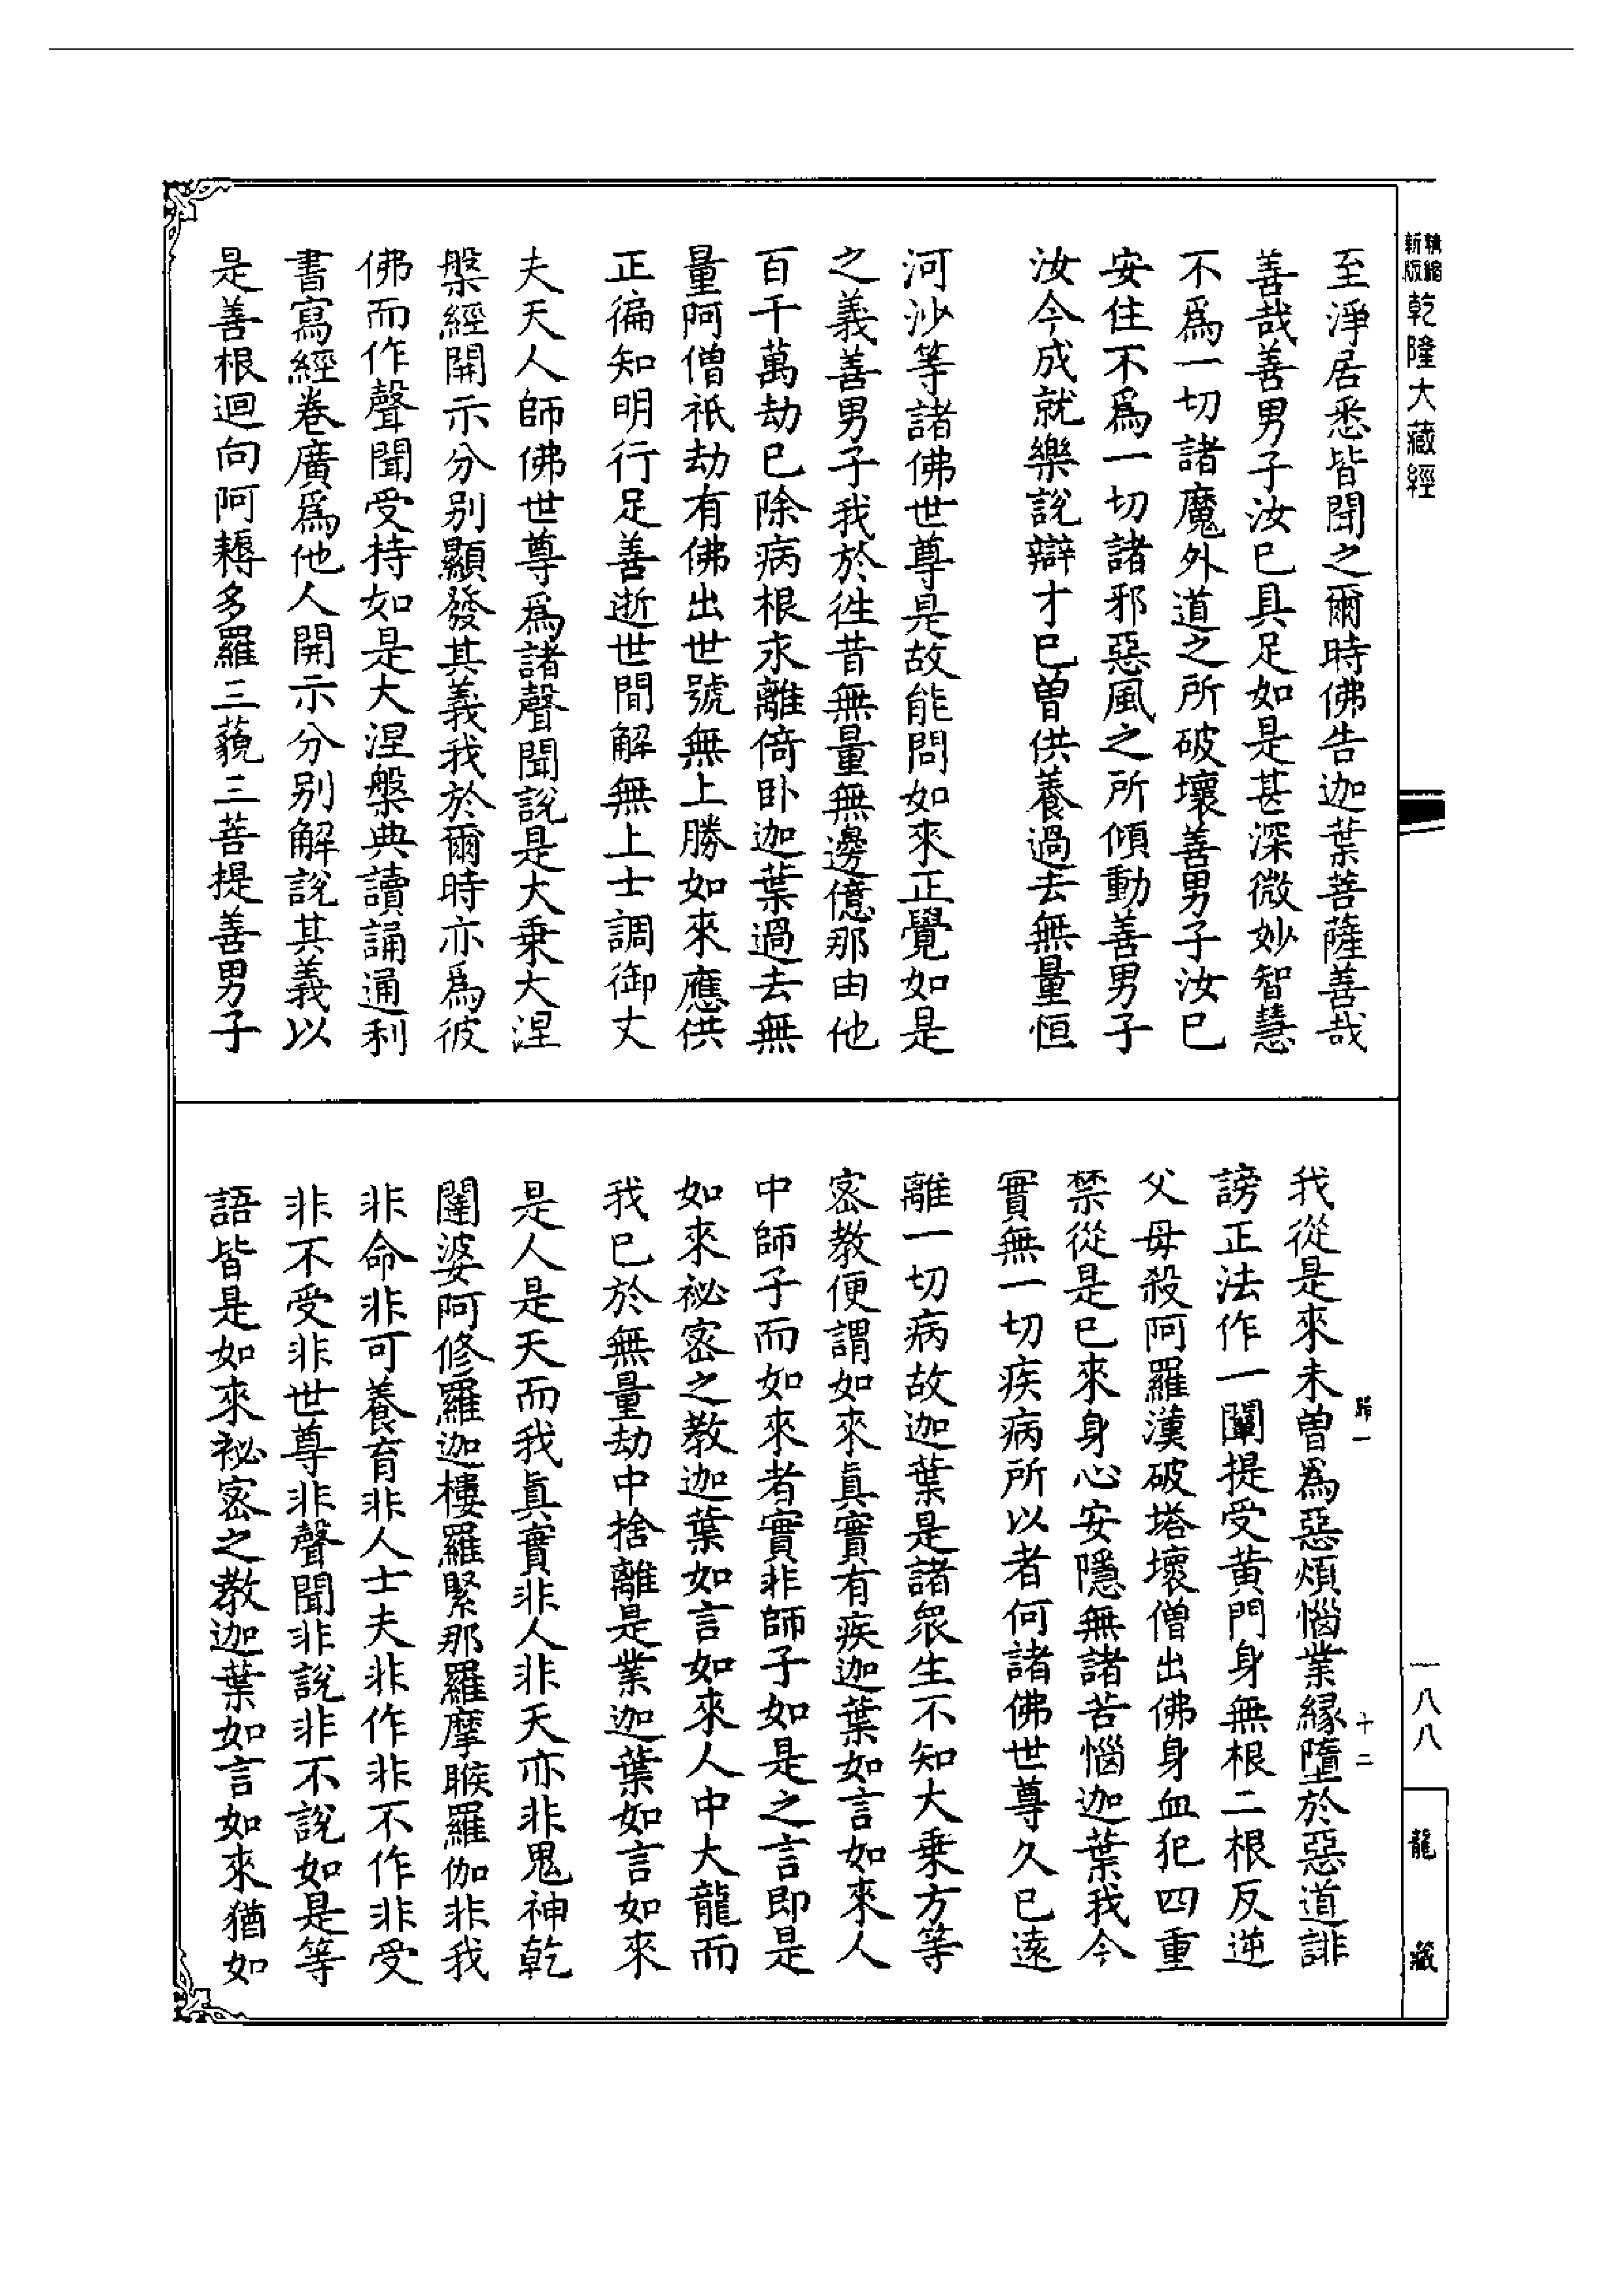 新版精縮
乾隆大藏經
至淨居悉皆聞之爾時佛告迦葉菩薩善哉
善哉善男子汝巳具足如是甚深微妙智慧
不爲一切諸魔外道之所破壞善男子汝巳
安住不爲一切諸邪惡風之所傾動善男子
汝今成就樂說辯才巳曾供養過去無量恒
河沙等諸佛世尊是故能問如來正覺如是
之義善男子我於徃昔無量無邊億那由他
百千萬劫巳除病根永離倚卧迦葉過去無
量阿僧祇劫有佛出世號無上勝如來應供
正徧知明行足善逝世間解無上士調御丈
夫天人師佛世尊爲諸聲聞說是大乗大涅
槃經開示分别顯發其義我於爾時亦爲彼
佛而作聲聞受持如是大涅槃典讀誦通利
書寫經卷廣爲他人開示分别解說其義以
是善根迴向阿耨多羅三藐三菩提善男子
我從是來未曾爲惡煩惱業緣墮於惡道誹
謗正法作一闡提受黄門身無根二根反逆
父母殺阿羅漢破塔壞僧出佛身血犯四重
禁從是巳來身心安隱無諸苦惱迦葉我今
實無一切疾病所以者何諸佛世尊久巳遠
離一切病故迦葉是諸衆生不知大乗方等
宻教便謂如來眞實有疾迦葉如言如來人
中師子而如來者實非師子如是之言即是
如來祕宻之教迦葉如言如來人中大龍而
我巳於無量劫中捨離是業迦葉如言如來
是人是天而我眞實非人非天亦非鬼神乾
闥婆阿修羅迦樓羅緊那羅摩睺羅伽非我
非命非可養育非人士夫非作非不作非受
非不受非世尊非聲聞非說非不說如是等
語皆是如來祕宻之教迦葉如言如來猶如
歸一
十二
一八八
龍藏